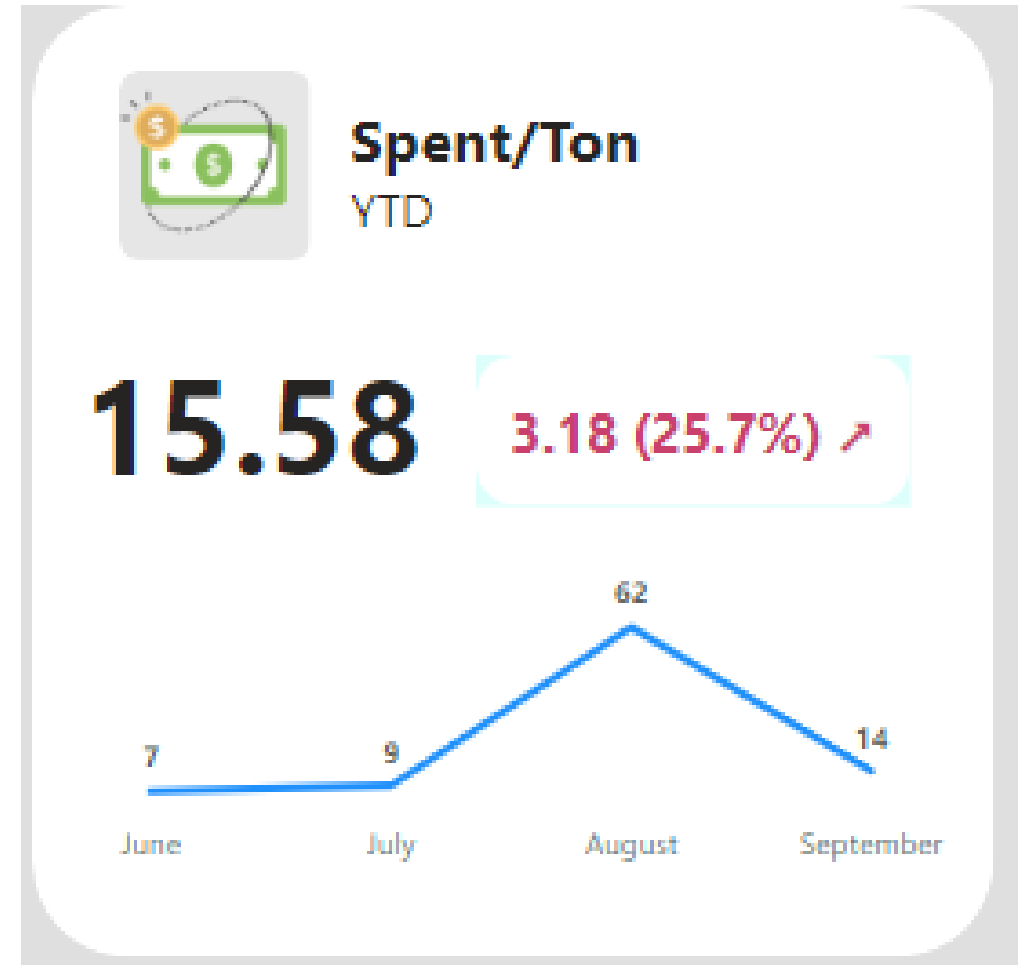 Spent/Ton
YTD
15.58
3.18 (25.7%) ↗
62
7
9
14
June
July
August
September